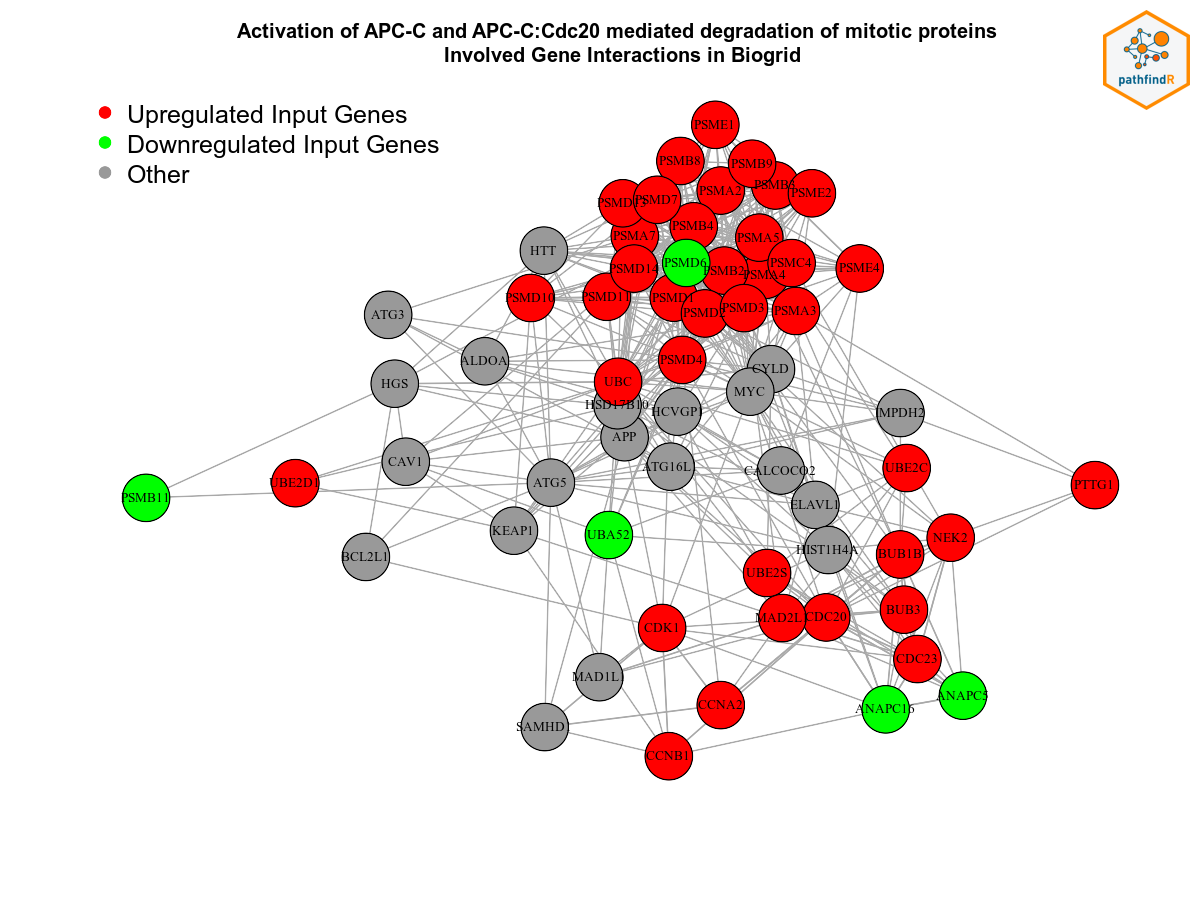 Activation of APC-C and APC-C:Cdc20 mediated degradation of mitotic proteins
Involved Gene Interactions in Biogrid
pathfindR
Upregulated Input Genes
Downregulated Input Genes
Other
PSME1
PSMB8
PSMB9
PSMA2
PSME2
PSMD7
PSMB4
PSMA7
PSMA5
HTT
PSMD6
PSMC4
PSMD14
PSME4
PSMB2
PSMA4
PSMD10
PSMD11
PSMD1
PSMD2
PSMD3
PSMA3
ATG3
ALDOA
PSMD4
CYLD
HGS
UBC
MYC
HSD17B10
HCVGP1
IMPDH2
APP
CAV1
ATG16L1
CALCOCO2
UBE2C
UBE2D1
ATG5
PTTG1
PSMB11
ELAVL1
KEAP1
UBA52
NEK2
HIST1H4A
BUB1B
BCL2L1
UBE2S
BUB3
MAD2L1
CDC20
CDK1
CDC23
MAD1L1
ANAPC5
CCNA2
ANAPC16
SAMHD1
CCNB1